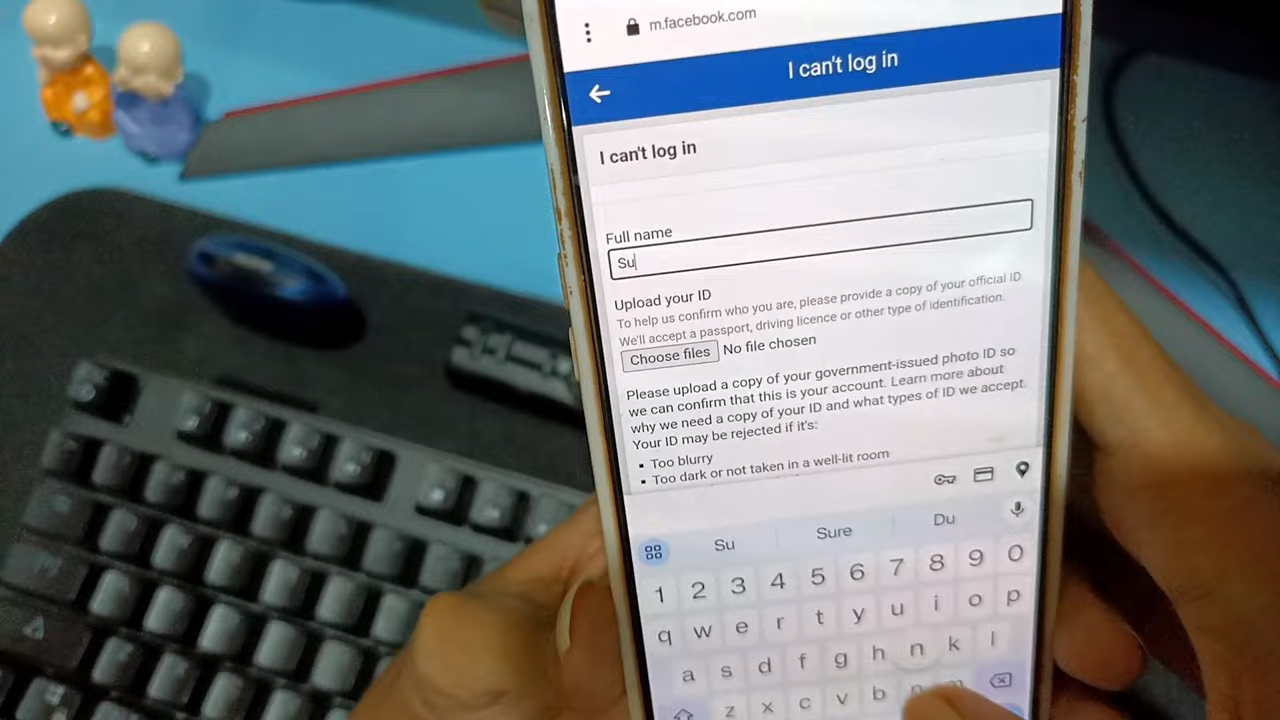 m.facebook.com
I can't log in
I can't log in
Full name
Su
Upload your ID
To help us confirm who you are, please provide a copy of your official ID
We'll accept a passport, driving licence or other type of identification.
Choose files No file chosen
Please upload a copy of your government-issued photo ID so
we can confirm that this is your account. Learn more about
why we need a copy of your ID and what types of ID we accept.
Your ID may be rejected if it's:
▪ Too blurry
▪ Too dark or not taken in a well-lit room
Su Sure Du
1 2 3 4 5 6 7 8 9 0
q w e r t y u i o p
a s d f g h n k l
z x c v b n m